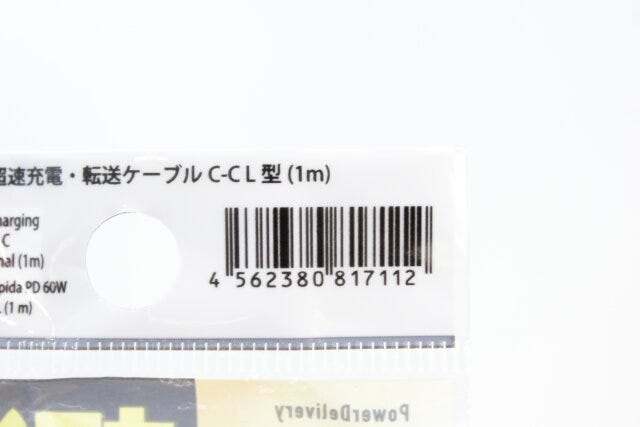 超速充電・転送ケーブル C-C L 型 (1m)
arging
C
nal (1m)
pida PD 60W
L (1 m)
4 562380 817112
PowerDelivery